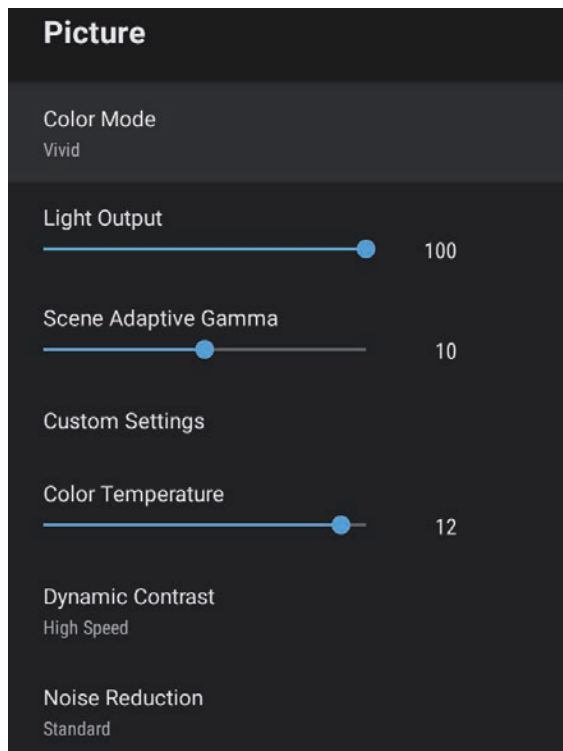 Picture
Color Mode
Vivid
Light Output
100
Scene Adaptive Gamma
10
Custom Settings
Color Temperature
12
Dynamic Contrast
High Speed
Noise Reduction
Standard